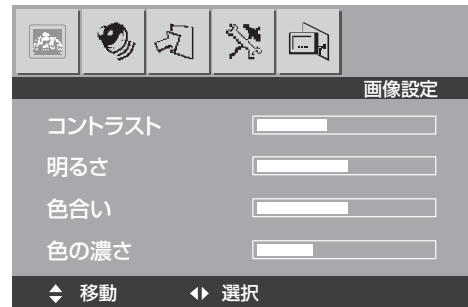 画像設定
コントラスト
明るさ
色合い
色の濃さ
移動 選択